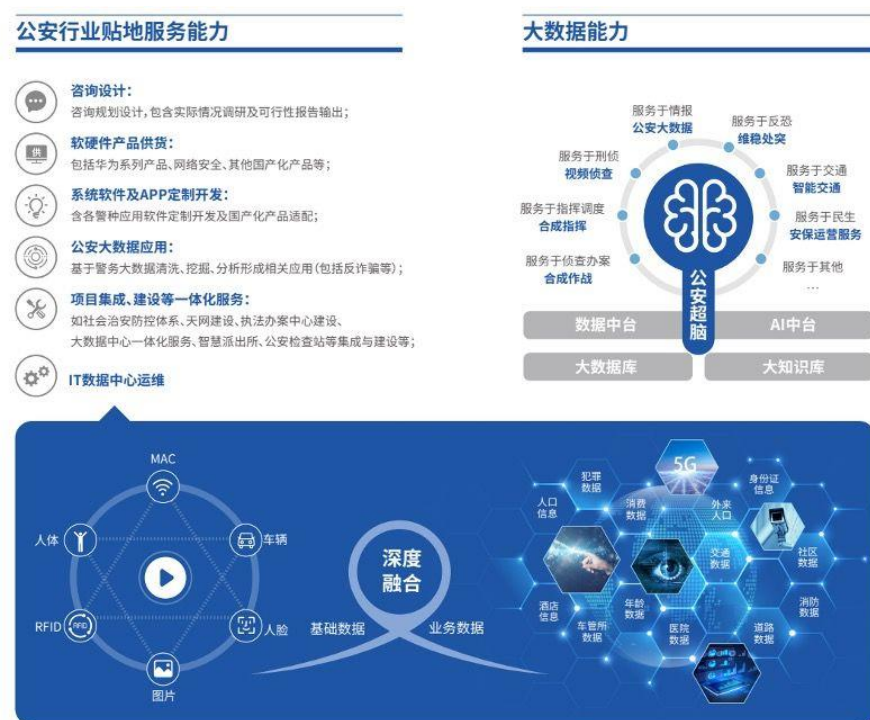 公安行业贴地服务能力
咨询设计：
咨询规划设计，包含实际情况调研及可行性报告输出；
供
软硬件产品供货：
包括华为系列产品、网络安全、其他国产化产品等；
系统软件及APP定制开发：
含各警种应用软件定制开发及国产化产品适配；
公安大数据应用：
基于警务大数据清洗、挖掘、分析形成相关应用（包括反诈骗等）；
项目集成、建设等一体化服务：
如社会治安防控体系、天网建设、执法办案中心建设、
大数据中心一体化服务、智慧派出所、公安检查站等集成与建设等；
IT数据中心运维
大数据能力
服务于情报
公安大数据
服务于反恐
维稳处突
服务于刑侦
视频侦查
服务于交通
智能交通
服务于指挥调度
合成指挥
服务于民生
安保运营服务
服务于侦查办案
合成作战
服务于其他
…
公安超脑
数据中台
AI中台
大数据库
大知识库
MAC
人体
车辆
RFID
RFID
人脸
图片
深度
融合
基础数据
业务数据
5G
犯罪
数据
身份证
信息
人口
信息
消费
数据
外来
人口
交通
数据
社区
数据
酒店
信息
年龄
数据
消防
数据
车管所
数据
医院
数据
道路
数据